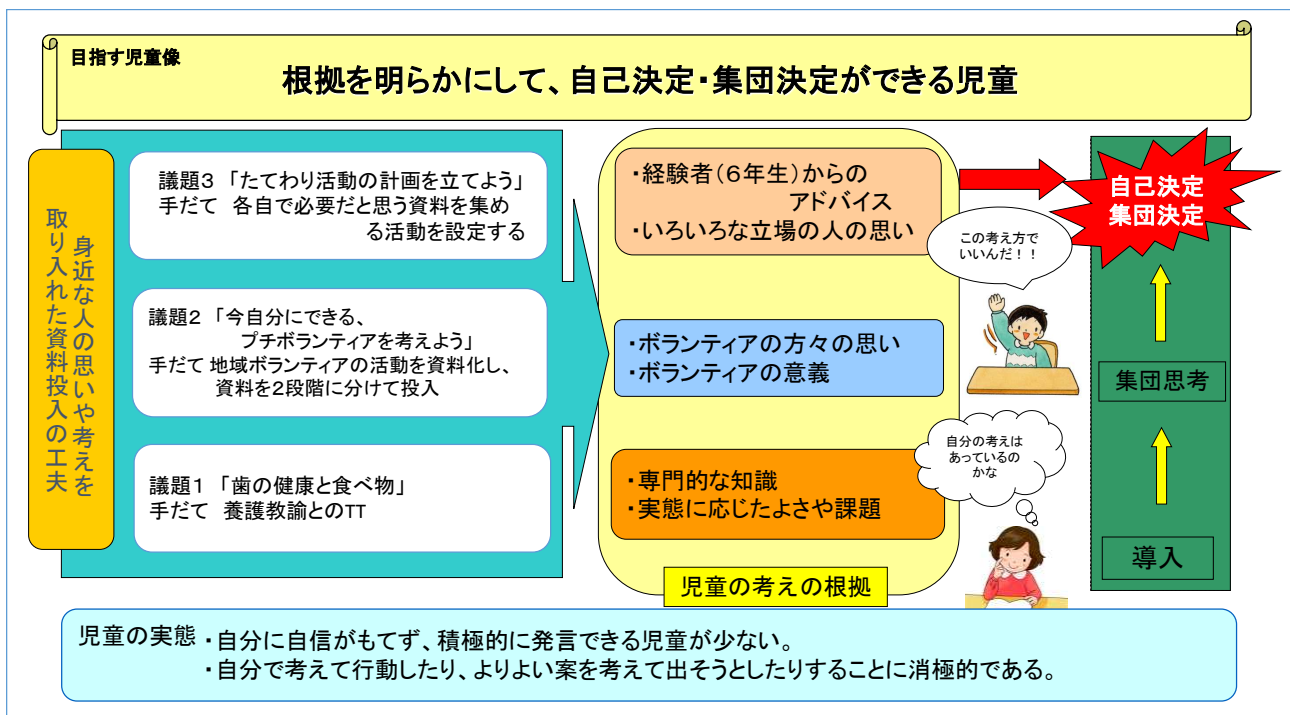 目指す児童像
根拠を明らかにして、自己決定・集団決定ができる児童
身近な人の思いや考えを
取り入れた資料投入の工夫
議題３ 「たてわり活動の計画を立てよう」
手だて 各自で必要だと思う資料を集め
る活動を設定する
議題２ 「今自分にできる、
プチボランティアを考えよう」
手だて 地域ボランティアの活動を資料化し、
資料を２段階に分けて投入
議題１ 「歯の健康と食べ物」
手だて 養護教諭とのTT
・経験者（６年生）からの
アドバイス
・いろいろな立場の人の思い
・ボランティアの方々の思い
・ボランティアの意義
・専門的な知識
・実態に応じたよさや課題
児童の考えの根拠
この考え方で
いいんだ！！
自分の考えは
あっているの
かな
自己決定
集団決定
集団思考
導入
児童の実態 ・自分に自信がもてず、積極的に発言できる児童が少ない。
・自分で考えて行動したり、よりよい案を考えて出そうとしたりすることに消極的である。